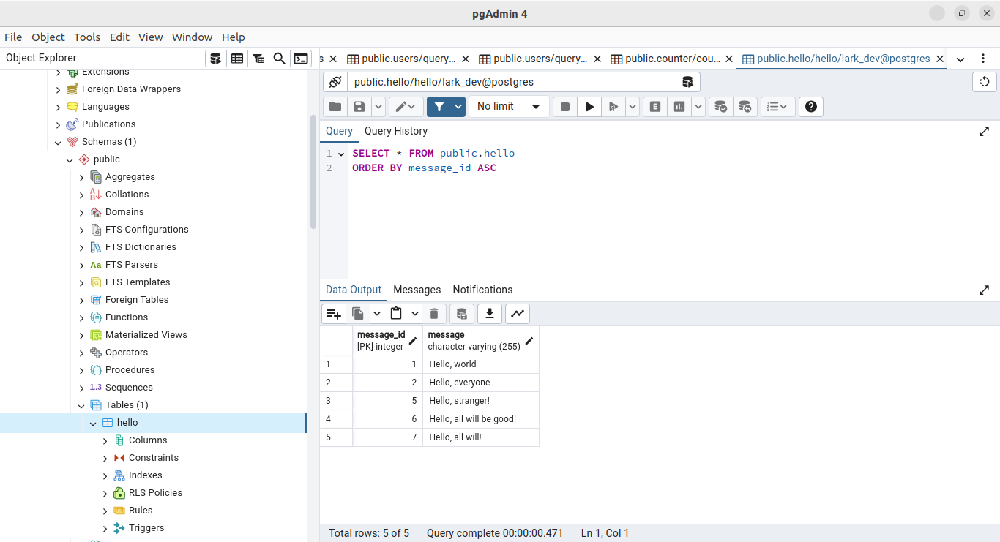 pgAdmin 4
File Object Tools Edit View Window Help
Object Explorer
s public.users/query... public.users/query... public.counter/cou... public.hello/hello/lark_dev@postgres
public.hello/hello/lark_dev@postgres
No limit E
Query Query History
1 SELECT * FROM public.hello
2 ORDER BY message_id ASC
Extensions
Foreign Data Wrappers
Languages
Publications
Schemas (1)
public
Aggregates
AB Collations
Domains
FTS Configurations
FTS Dictionaries
Aa FTS Parsers
FTS Templates
Foreign Tables
Functions
Materialized Views
Operators
Procedures
1.3 Sequences
Tables (1)
hello
Columns
Constraints
Indexes
RLS Policies
Rules
Triggers
Data Output Messages Notifications
message_id message
[PK] integer character varying (255)
1 1 Hello, world
2 2 Hello, everyone
3 5 Hello, stranger!
4 6 Hello, all will be good!
5 7 Hello, all will!
Total rows: 5 of 5 Query complete 00:00:00.471 Ln 1, Col 1